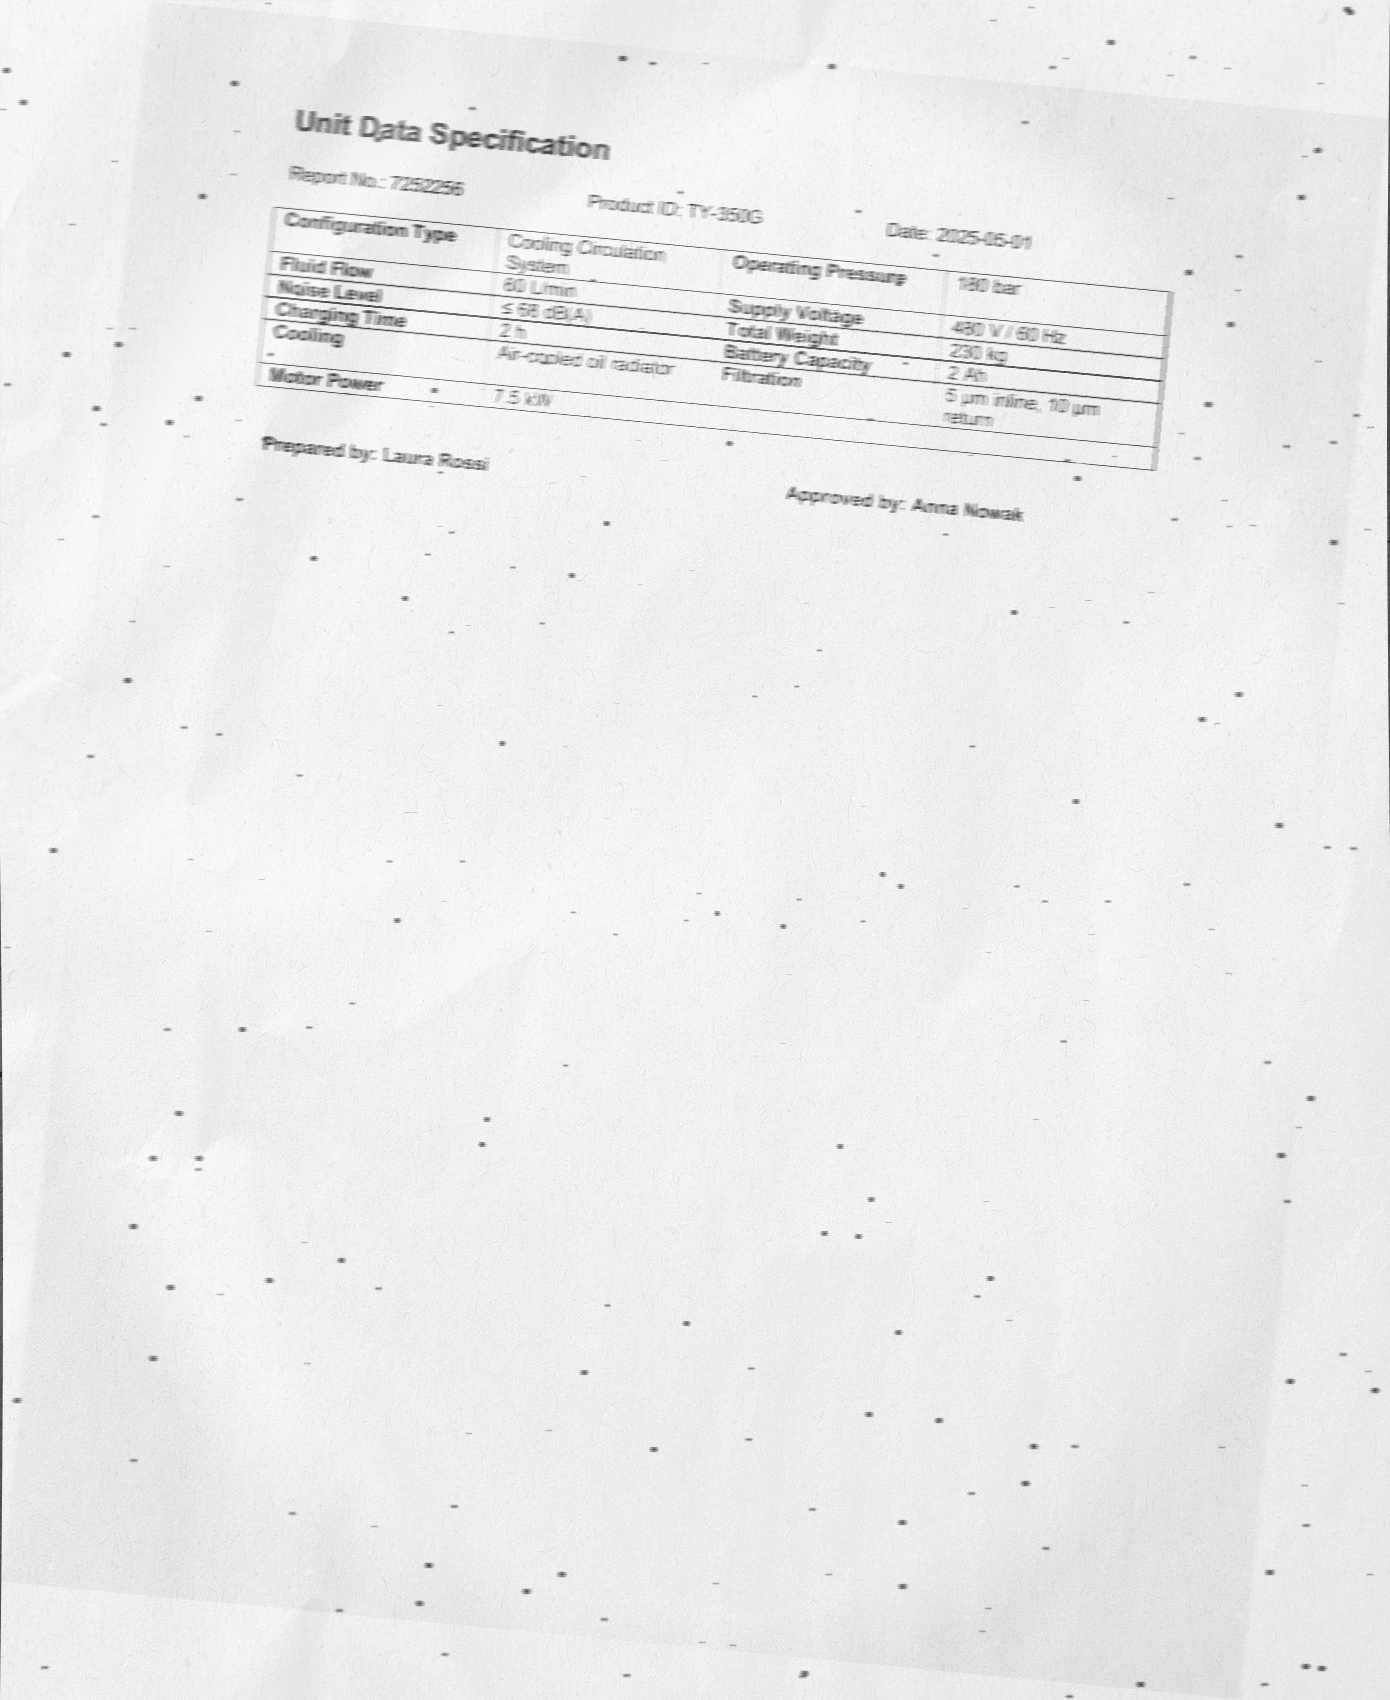 Unit Data Specification
Report No.: 7252256
Product ID: TY-350G
Date: 2025-05-01
Configuration Type Cooling Circulation System Operating Pressure 180 bar
Fluid Flow 60 L/min Supply Voltage 480 V / 60 Hz
Noise Level ≤ 68 dB(A) Total Weight 230 kg
Charging Time 2 h Battery Capacity 2 Ah
Cooling Air-cooled oil radiator Filtration 5 µm inline, 10 µm return
Motor Power 7.5 kW
Prepared by: Laura Rossi
Approved by: Anna Nowak